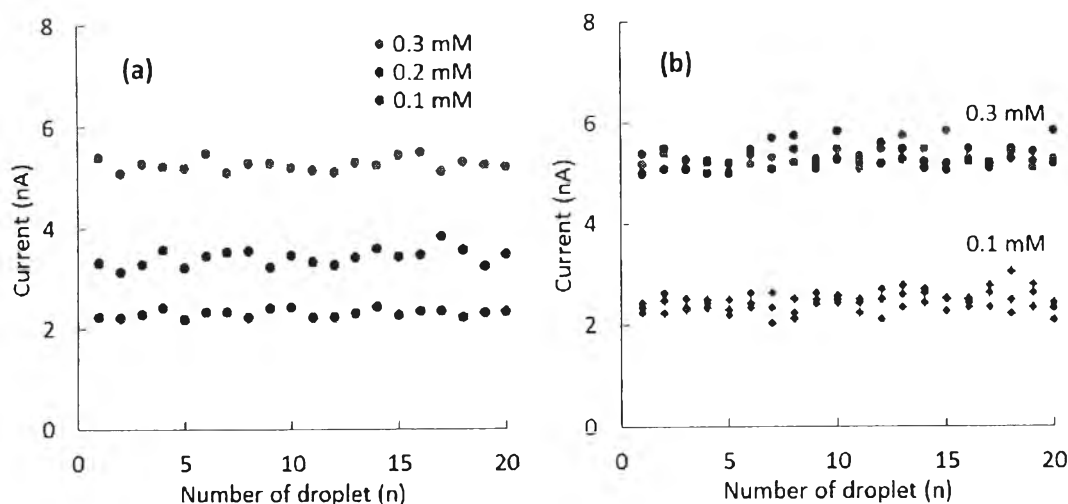 (a)
0.3 mM
0.2 mM
0.1 mM
8
6
4
2
0
Current (nA)
0 5 10 15 20
Number of droplet (n)
(b)
0.3 mM
0.1 mM
8
6
4
2
0
Current (nA)
0 5 10 15 20
Number of droplet (n)